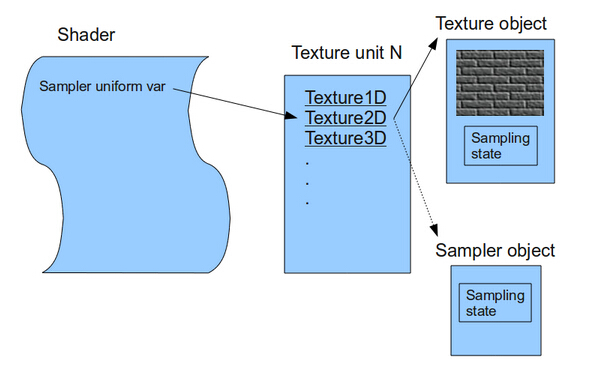 Shader
Sampler uniform var
Texture unit N
Texture1D
Texture2D
Texture3D
.
.
.
Texture object
Sampling
state
Sampler object
Sampling
state